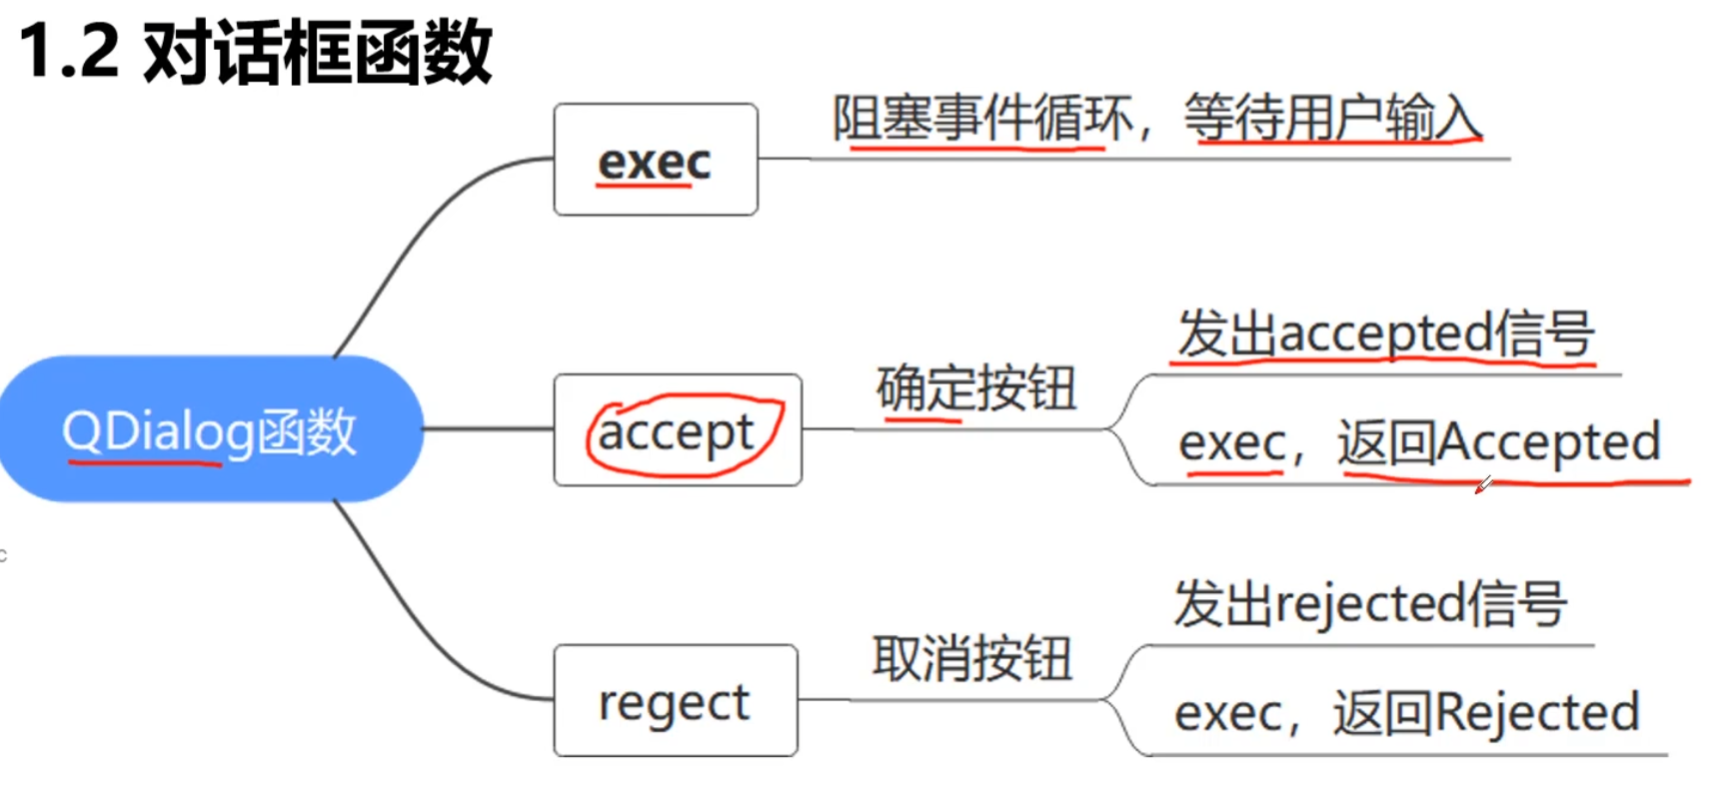 1.2 对话框函数
exec
阻塞事件循环，等待用户输入
QDialog函数
accept
确定按钮
发出accepted信号
exec，返回Accepted
regect
取消按钮
发出rejected信号
exec，返回Rejected
c